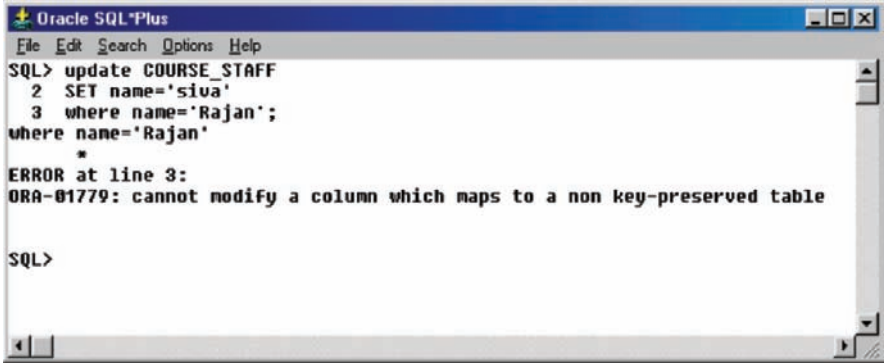 Oracle SQL*Plus
File Edit Search Options Help
SQL> update COURSE_STAFF
2 SET name='siva'
3 where name='Rajan';
where name='Rajan'
*
ERROR at line 3:
ORA-01779: cannot modify a column which maps to a non key-preserved table
SQL>